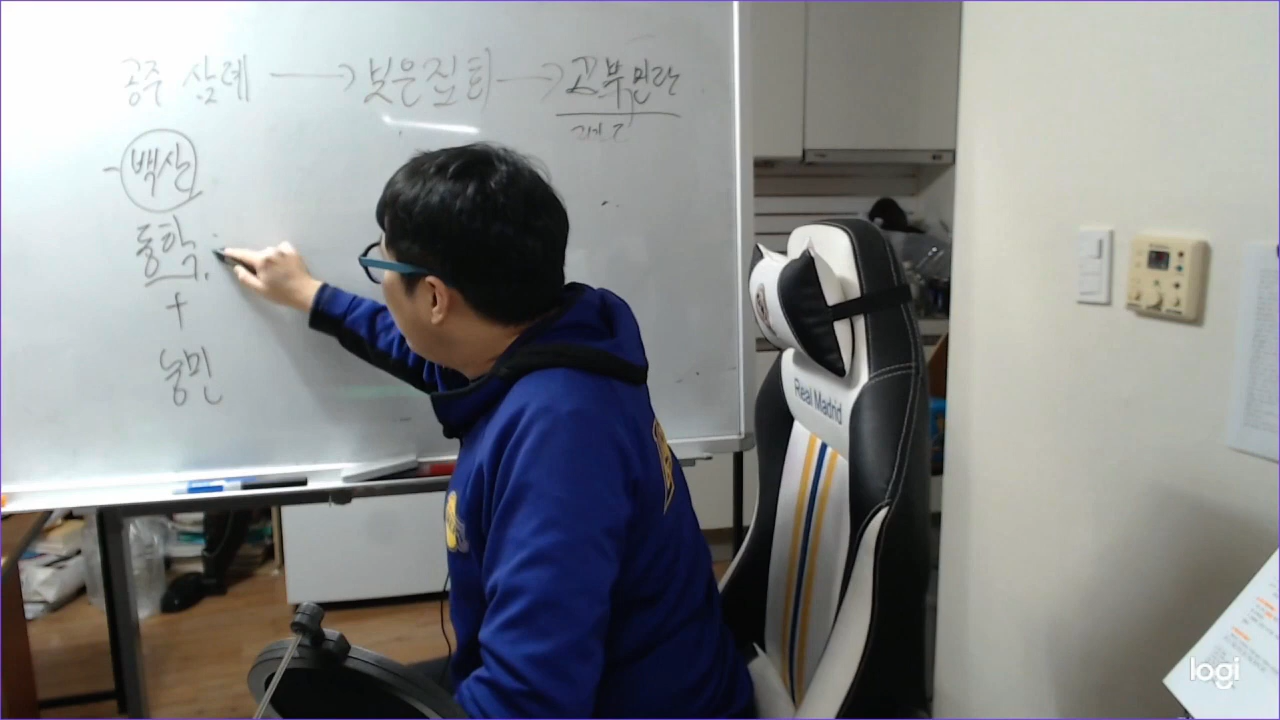 공주 삼례 → 보은집회 → 고부민란
백산
동학
+
농민
Real Madrid
logi